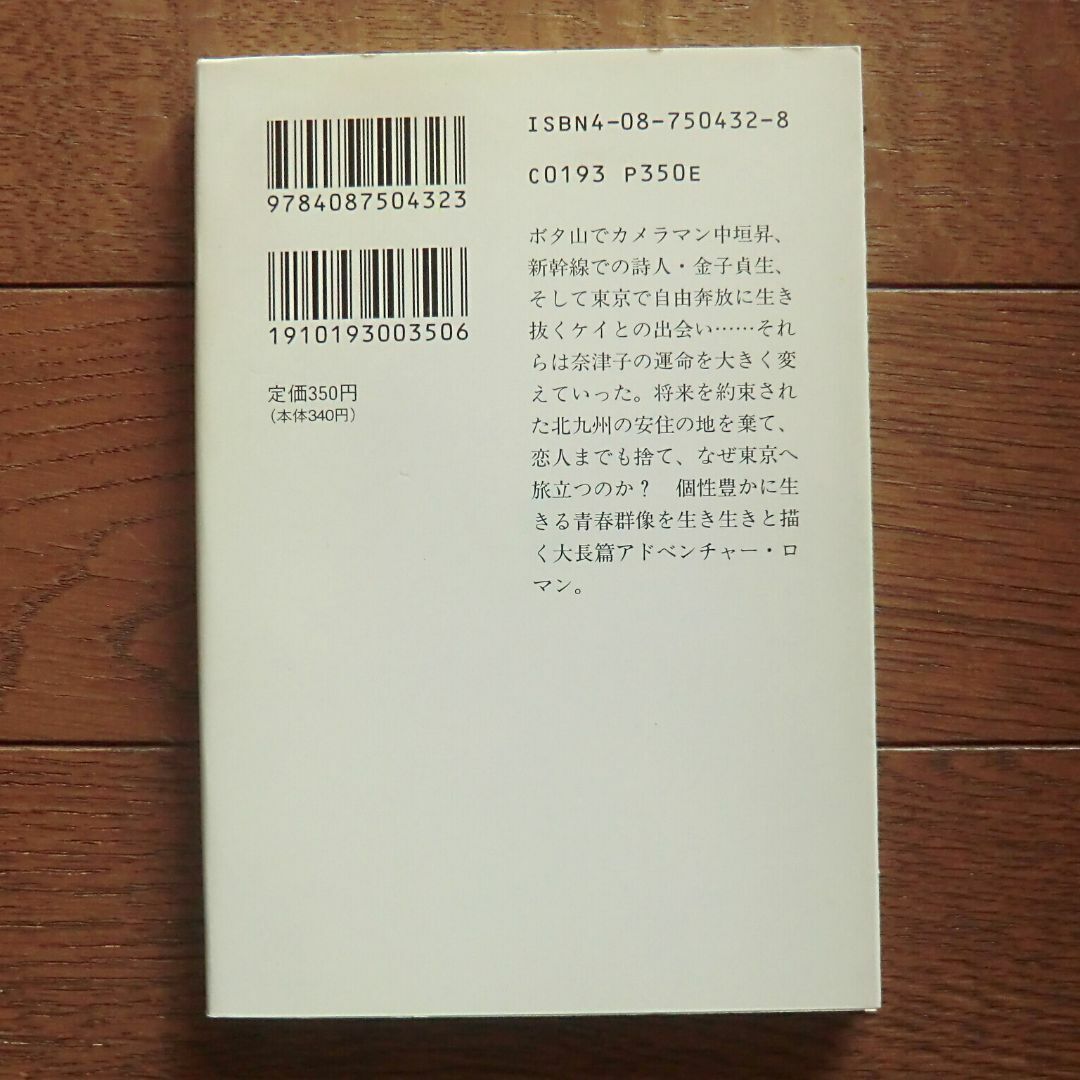 9784087504323
1910193003506
定価350円
(本体340円)
ISBN4-08-750432-8
C0193 P350E
ボタ山でカメラマン中垣昇、
新幹線での詩人・金子貞生、
そして東京で自由奔放に生き
抜くケイとの出会い……それ
らは奈津子の運命を大きく変
えていった。将来を約束され
た北九州の安住の地を棄て、
恋人までも捨て、なぜ東京へ
旅立つのか？　個性豊かに生
きる青春群像を生き生きと描
く大長篇アドベンチャー・ロ
マン。